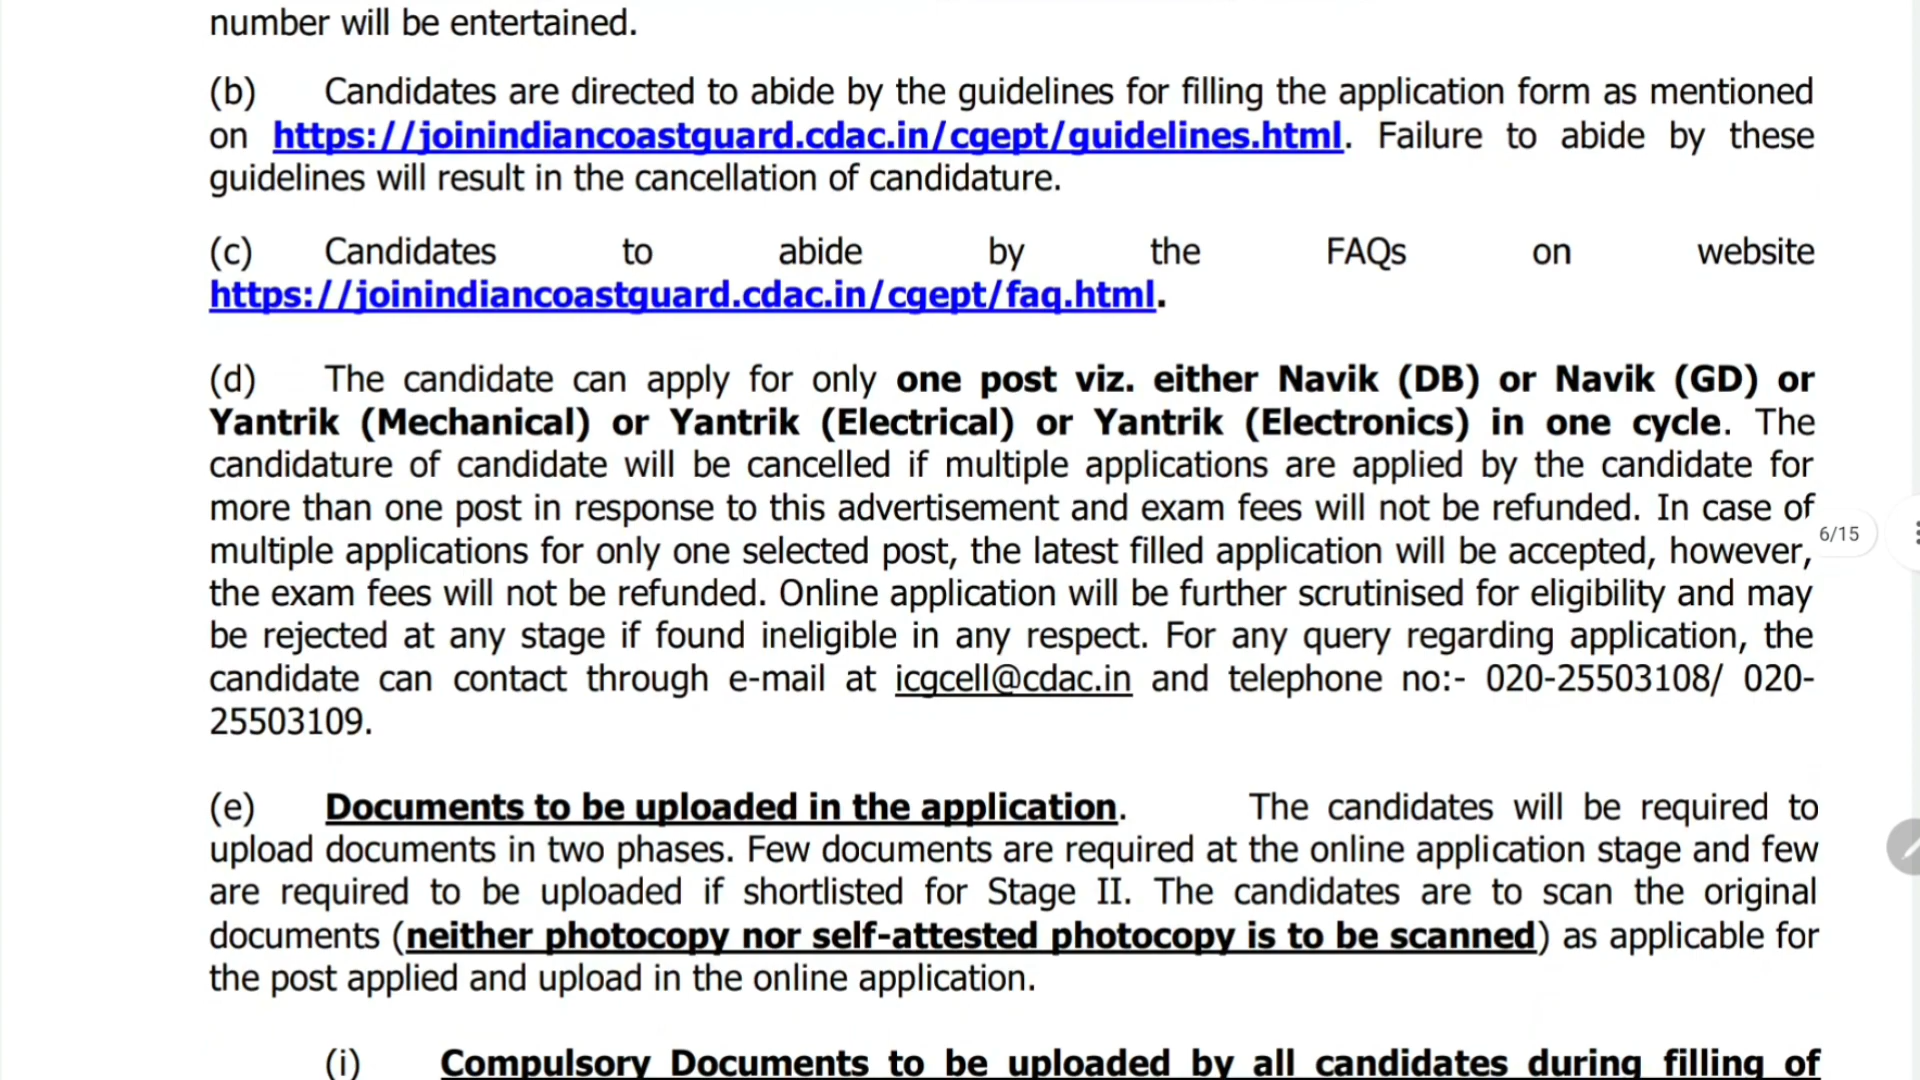 number will be entertained.
(b) Candidates are directed to abide by the guidelines for filling the application form as mentioned
on https://joinindiancoastguard.cdac.in/cgept/guidelines.html. Failure to abide by these
guidelines will result in the cancellation of candidature.
(c) Candidates to abide by the FAQs on website
https://joinindiancoastguard.cdac.in/cgept/faq.html.
(d) The candidate can apply for only one post viz. either Navik (DB) or Navik (GD) or
Yantrik (Mechanical) or Yantrik (Electrical) or Yantrik (Electronics) in one cycle. The
candidature of candidate will be cancelled if multiple applications are applied by the candidate for
more than one post in response to this advertisement and exam fees will not be refunded. In case of
multiple applications for only one selected post, the latest filled application will be accepted, however,
6/15
the exam fees will not be refunded. Online application will be further scrutinised for eligibility and may
be rejected at any stage if found ineligible in any respect. For any query regarding application, the
candidate can contact through e-mail at icgcell@cdac.in and telephone no:- 020-25503108/ 020-
25503109.
(e) Documents to be uploaded in the application. The candidates will be required to
upload documents in two phases. Few documents are required at the online application stage and few
are required to be uploaded if shortlisted for Stage II. The candidates are to scan the original
documents (neither photocopy nor self-attested photocopy is to be scanned) as applicable for
the post applied and upload in the online application.
(i) Compulsory Documents to be uploaded by all candidates during filling of